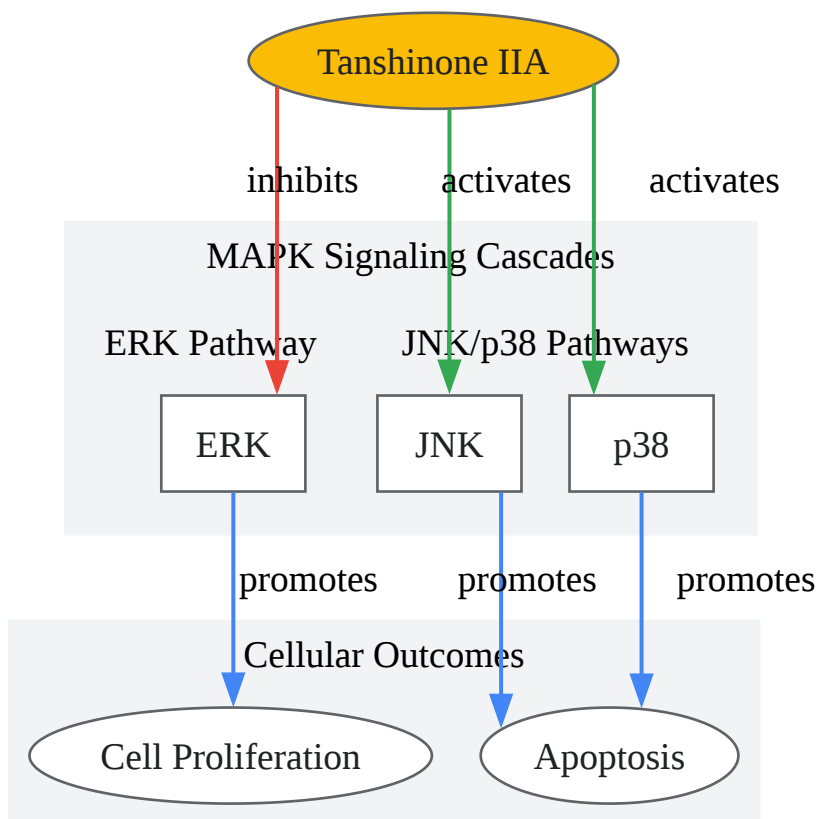 Tanshinone IIA
inhibits
activates
activates
MAPK Signaling Cascades
ERK Pathway
JNK/p38 Pathways
ERK
JNK
p38
promotes
promotes
promotes
Cellular Outcomes
Cell Proliferation
Apoptosis